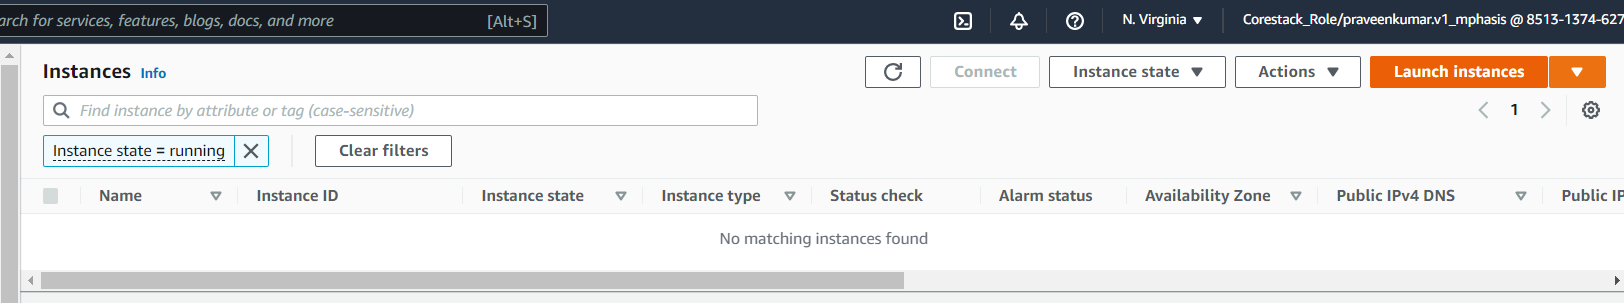 arch for services, features, blogs, docs, and more [Alt+S] N. Virginia Corestack_Role/praveenkumar.v1_mphasis @ 8513-1374-627
Instances Info Connect Instance state Actions Launch instances
Find instance by attribute or tag (case-sensitive) 1
Instance state = running Clear filters
Name Instance ID Instance state Instance type Status check Alarm status Availability Zone Public IPv4 DNS Public IP
No matching instances found